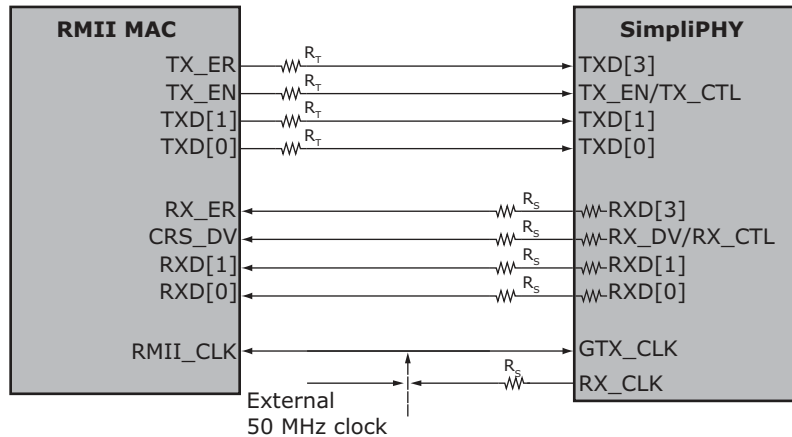 RMII MAC
SimpliPHY
TX_ER
R_T
TXD[3]
TX_EN
R_T
TX_EN/TX_CTL
TXD[1]
R_T
TXD[1]
TXD[0]
R_T
TXD[0]
RX_ER
R_S
RXD[3]
CRS_DV
R_S
RX_DV/RX_CTL
RXD[1]
R_S
RXD[1]
RXD[0]
R_S
RXD[0]
RMII_CLK
GTX_CLK
R_S
RX_CLK
External
50 MHz clock